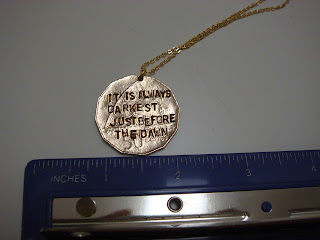 IT IS ALWAYS
DARKEST
JUST BEFORE
THE DAWN
INCHES 1 2 3 4